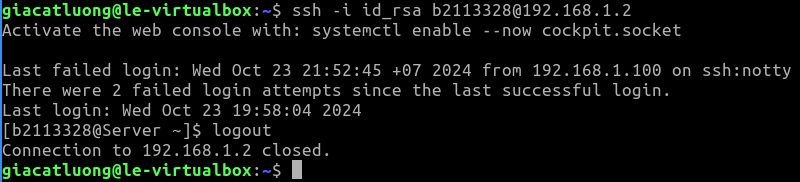 giacatluong@le-virtualbox:~$ ssh -i id_rsa b2113328@192.168.1.2
Activate the web console with: systemctl enable --now cockpit.socket

Last failed login: Wed Oct 23 21:52:45 +07 2024 from 192.168.1.100 on ssh:notty
There were 2 failed login attempts since the last successful login.
Last login: Wed Oct 23 19:58:04 2024
[b2113328@Server ~]$ logout
Connection to 192.168.1.2 closed.
giacatluong@le-virtualbox:~$